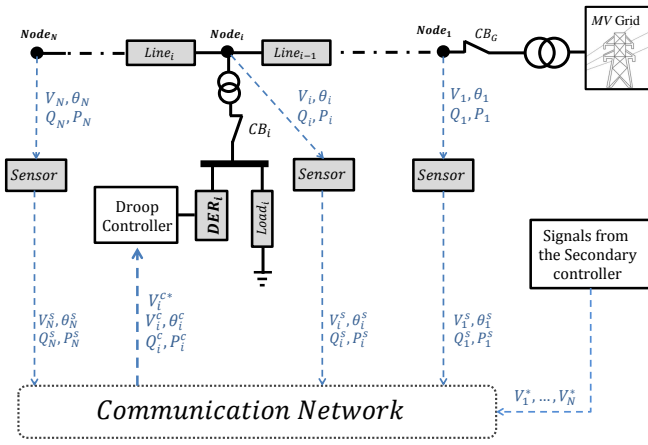 Node_N
Node_i
Node_1
CB_G
MV Grid
Line_i
Line_{i−1}
V_N, θ_N
Q_N, P_N
V_i, θ_i
Q_i, P_i
V_1, θ_1
Q_1, P_1
CB_i
Sensor
Sensor
Sensor
Droop
Controller
DER_i
Load_i
Signals from
the Secondary
controller
V_i^{c*}
V_i^c, θ_i^c
Q_i^c, P_i^c
V_N^s, θ_N^s
Q_N^s, P_N^s
V_i^s, θ_i^s
Q_i^s, P_i^s
V_1^s, θ_1^s
Q_1^s, P_1^s
V_1^*, …, V_N^*
Communication Network